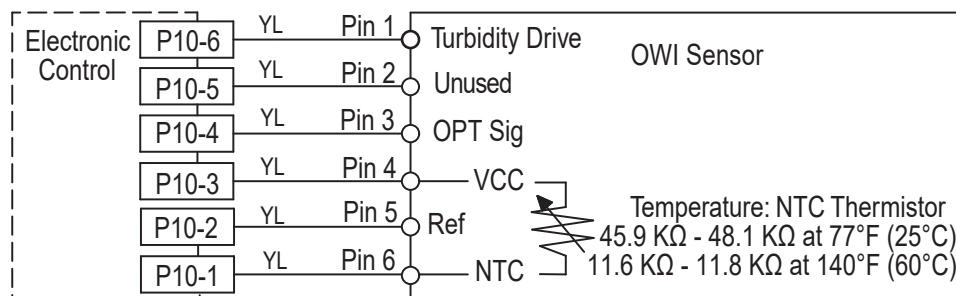 Electronic
Control
P10-6 YL Pin 1 Turbidity Drive
OWI Sensor
P10-5 YL Pin 2 Unused
P10-4 YL Pin 3 OPT Sig
P10-3 YL Pin 4 VCC
P10-2 YL Pin 5 Ref
P10-1 YL Pin 6 NTC
Temperature: NTC Thermistor
45.9 KΩ - 48.1 KΩ at 77°F (25°C)
11.6 KΩ - 11.8 KΩ at 140°F (60°C)